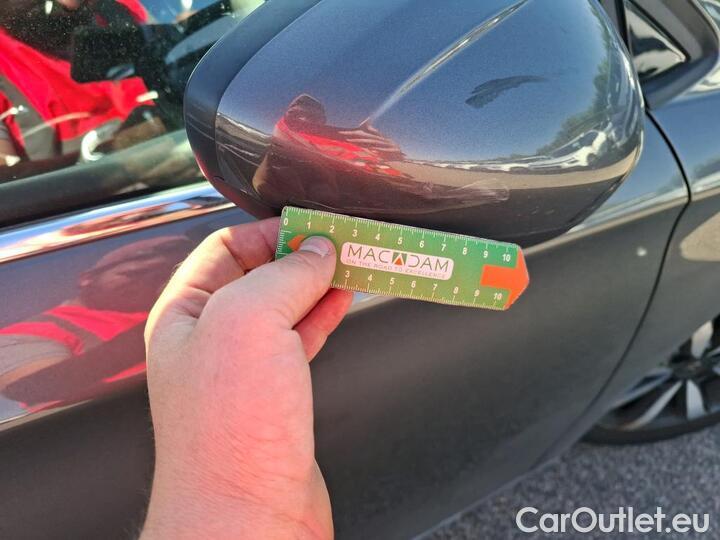 0 1 2 3 4 5 6 7 8 9 10
MACADAM
ON THE ROAD TO EXCELLENCE
3 4 5 6 7 8 9 10
CarOutlet.eu